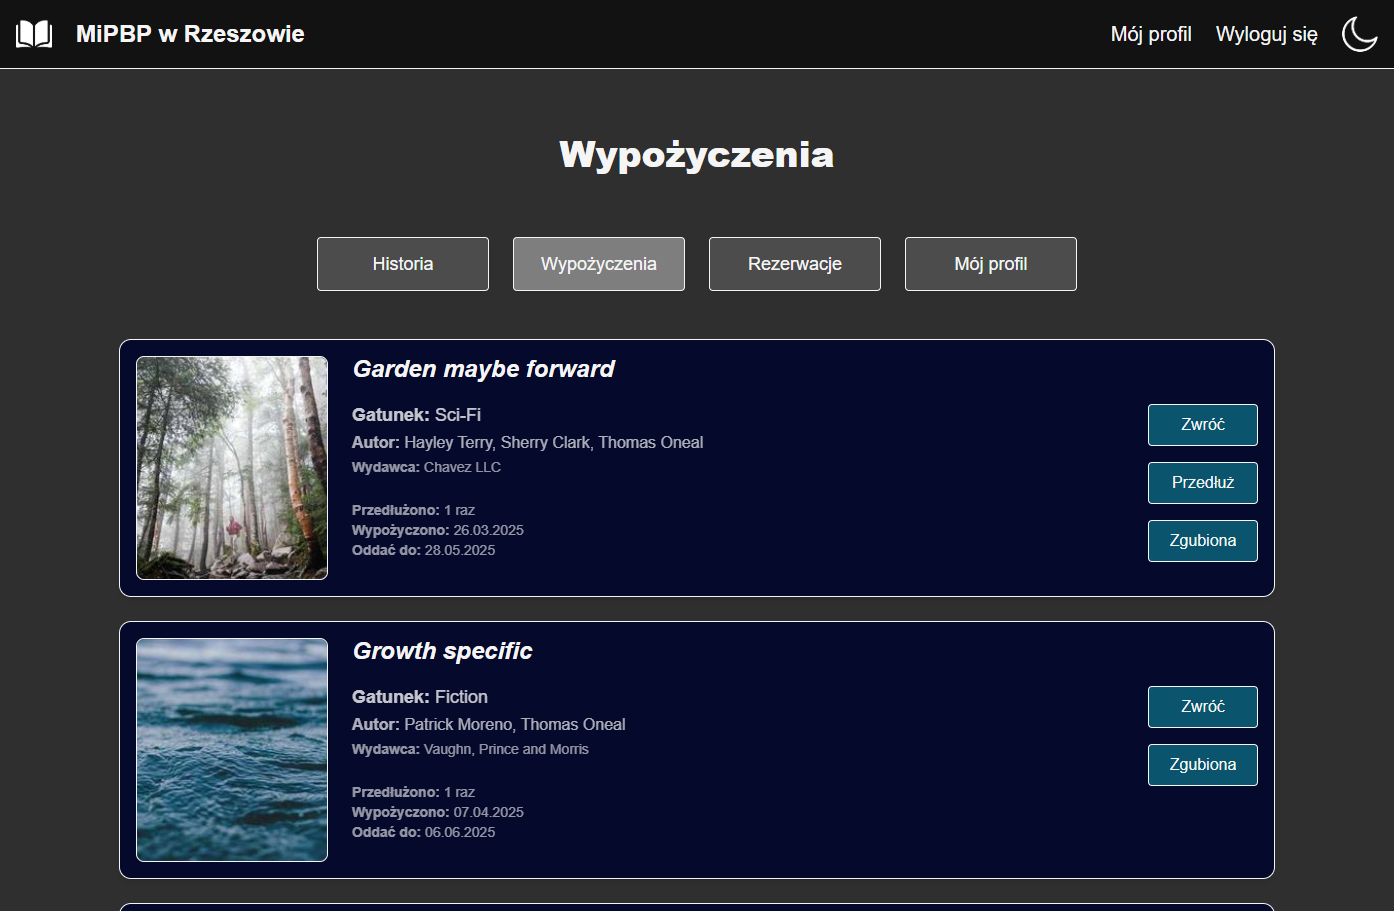 MiPBP w Rzeszowie
Mój profil
Wyloguj się
Wypożyczenia
Historia
Wypożyczenia
Rezerwacje
Mój profil
Garden maybe forward
Gatunek: Sci-Fi
Autor: Hayley Terry, Sherry Clark, Thomas Oneal
Wydawca: Chavez LLC
Przedłużono: 1 raz
Wypożyczono: 26.03.2025
Oddać do: 28.05.2025
Zwróć
Przedłuż
Zgubiona
Growth specific
Gatunek: Fiction
Autor: Patrick Moreno, Thomas Oneal
Wydawca: Vaughn, Prince and Morris
Przedłużono: 1 raz
Wypożyczono: 07.04.2025
Oddać do: 06.06.2025
Zwróć
Zgubiona